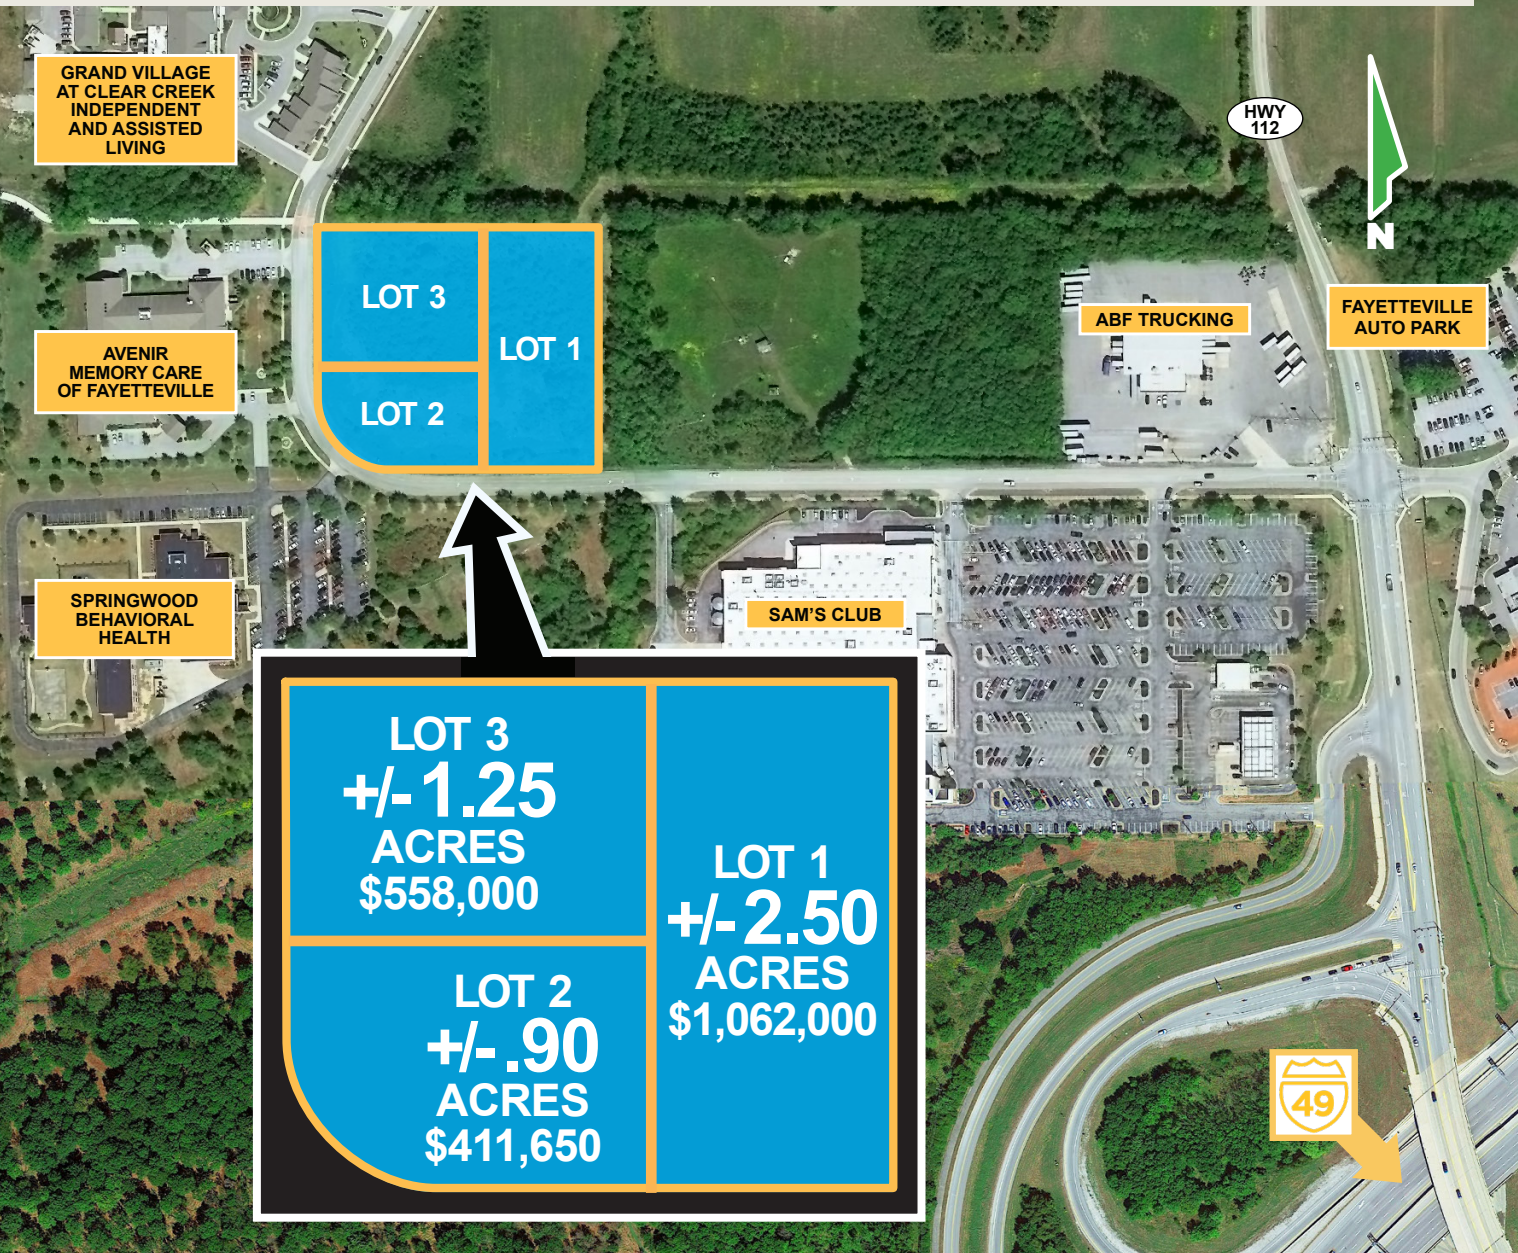 GRAND VILLAGE
AT CLEAR CREEK
INDEPENDENT
AND ASSISTED
LIVING
HWY
112
N
LOT 3
LOT 1
LOT 2
ABF TRUCKING
FAYETTEVILLE
AUTO PARK
AVENIR
MEMORY CARE
OF FAYETTEVILLE
SPRINGWOOD
BEHAVIORAL
HEALTH
SAM'S CLUB
LOT 3
+/- 1.25
ACRES
$558,000
LOT 1
+/- 2.50
ACRES
$1,062,000
LOT 2
+/- .90
ACRES
$411,650
49